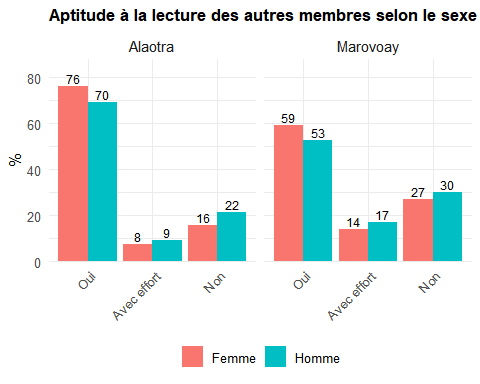 Aptitude à la lecture des autres membres selon le sexe
Alaotra Marovoay
80
60
40
20
0
%
76 70 8 9 16 22
59 53 14 17 27 30
Oui Avec effort Non Oui Avec effort Non
Femme Homme